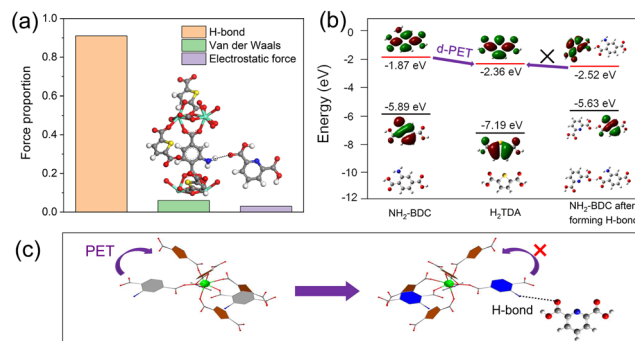 (a)
1.0
0.8
0.6
0.4
0.2
0.0
Force proportion
H-bond
Van der Waals
Electrostatic force
(b)
0
-2
-4
-6
-8
-10
-12
Energy (eV)
d-PET
-1.87 eV
-2.36 eV
-2.52 eV
-5.89 eV
-7.19 eV
-5.63 eV
NH₂-BDC
H₂TDA
NH₂-BDC after
forming H-bond
(c)
PET
H-bond